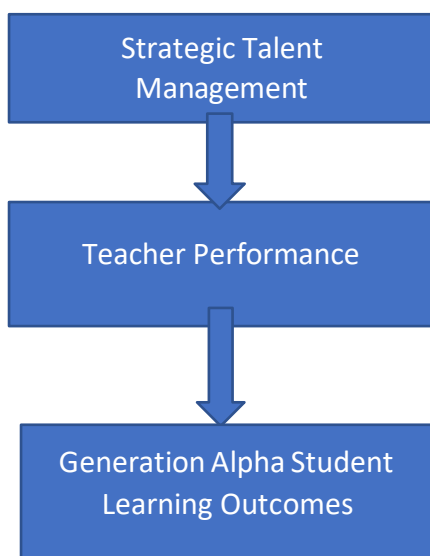 Strategic Talent
Management
Teacher Performance
Generation Alpha Student
Learning Outcomes